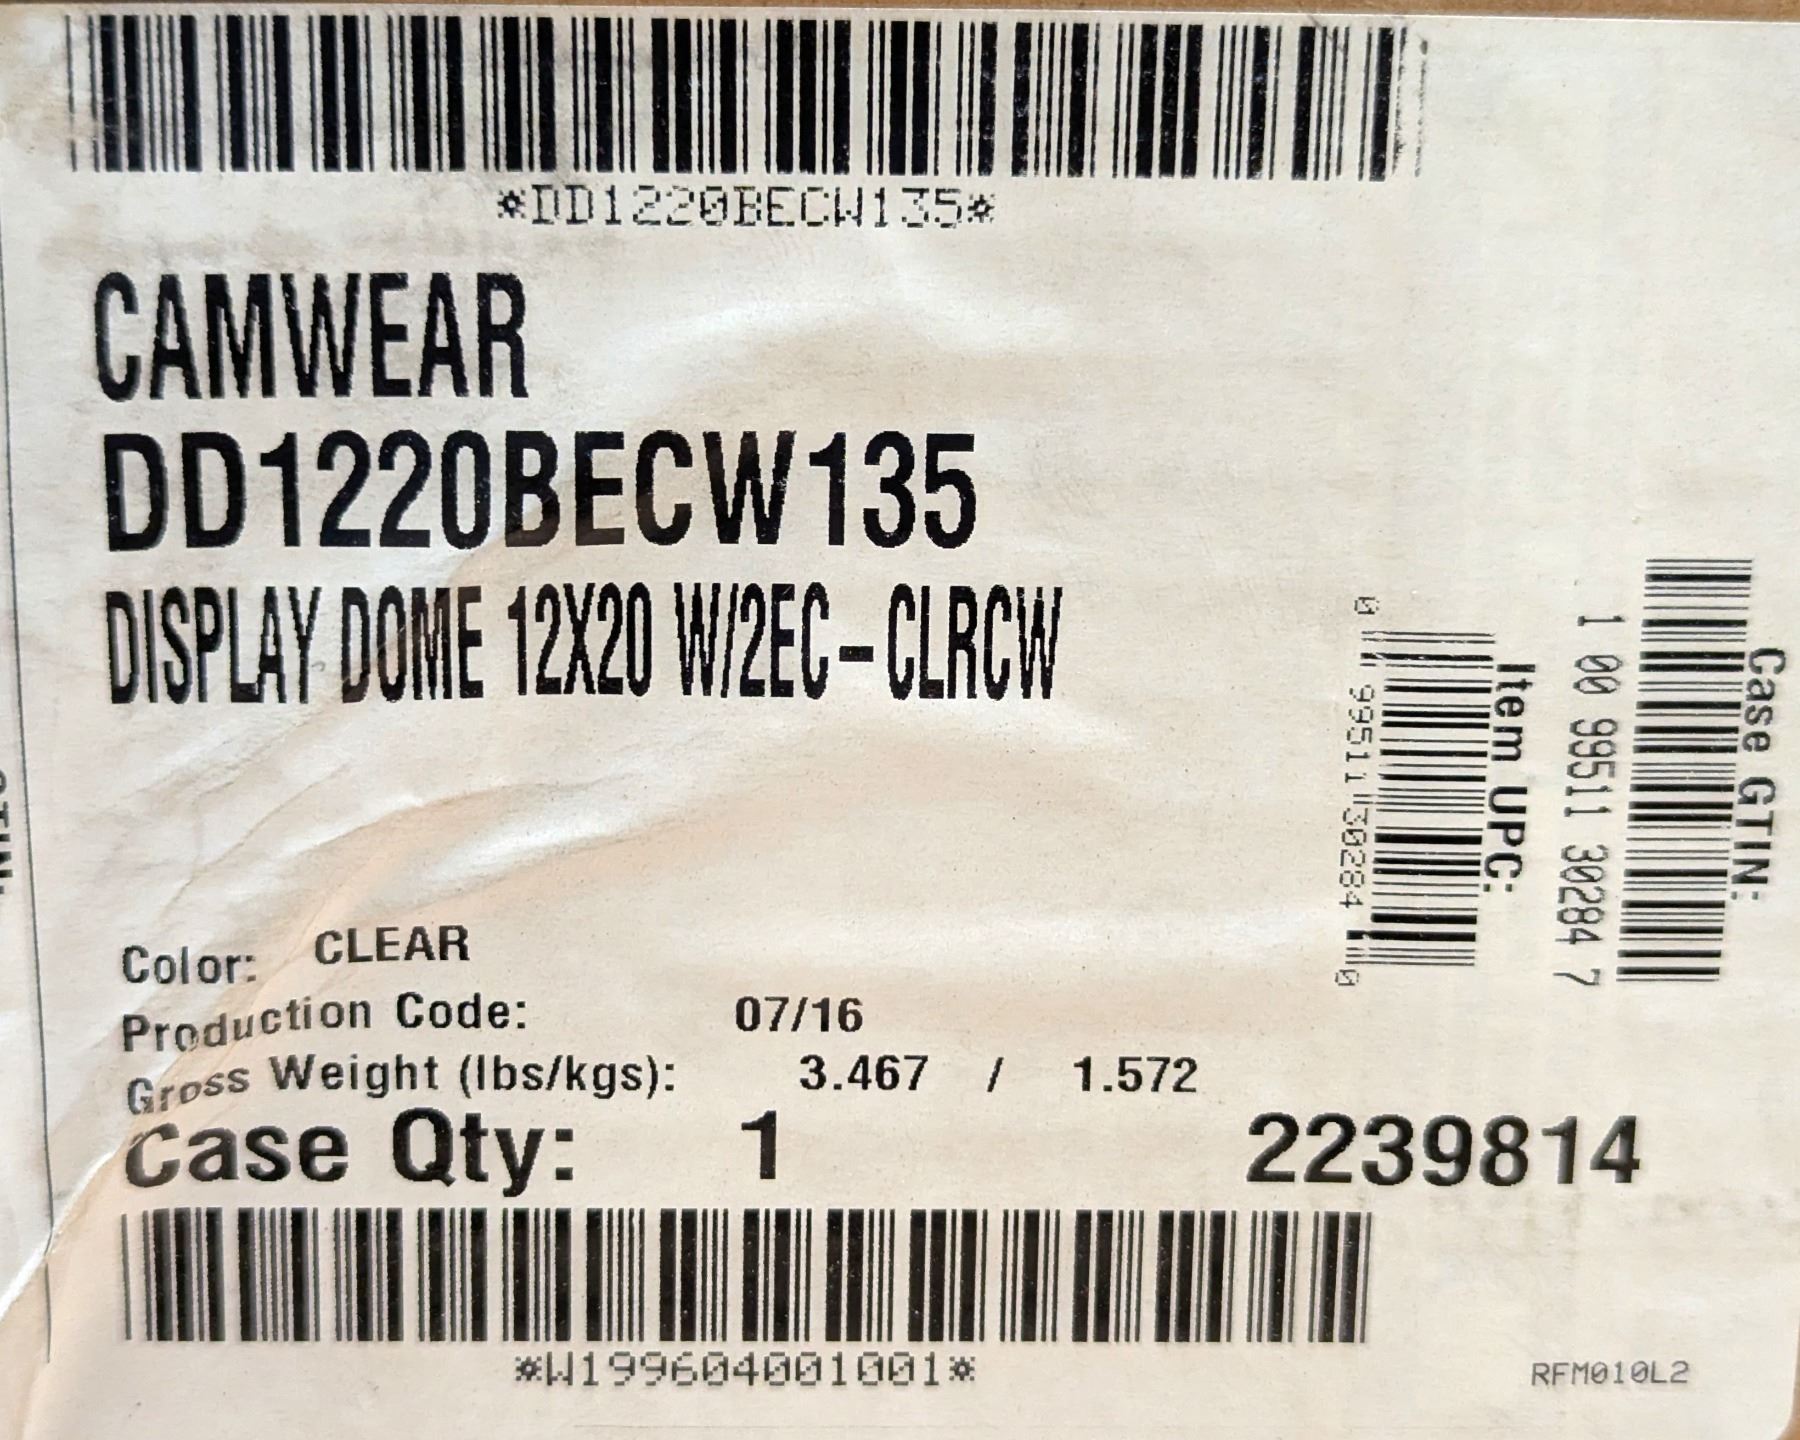 *DD1220BECW135*
CAMWEAR
DD1220BECW135
DISPLAY DOME 12X20 W/2EC-CLRCW
Case GTIN:
1 00 99511 30284 7
Item UPC:
0 99511 30284 0
Color: CLEAR
Production Code: 07/16
Gross Weight (lbs/kgs): 3.467 / 1.572
Case Qty: 1 2239814
*W199604001001*
RFM010L2